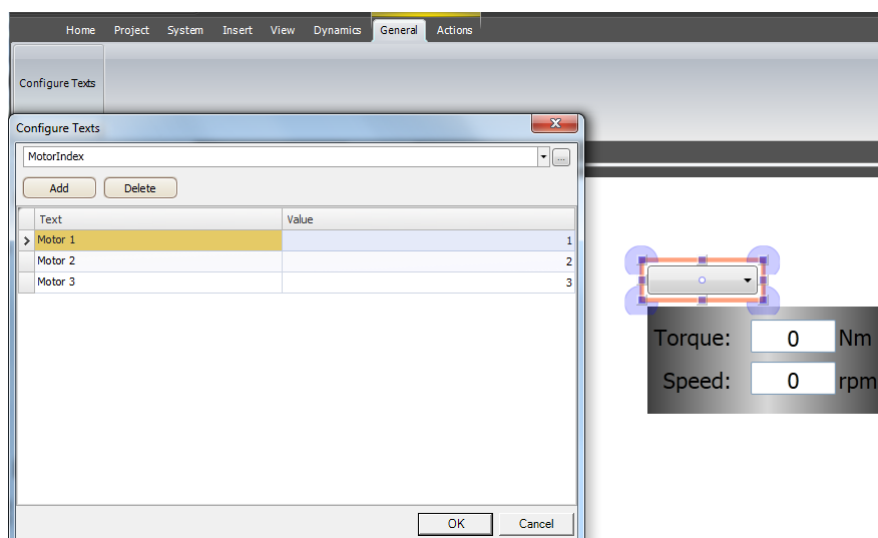 Home Project System Insert View Dynamics General Actions
Configure Texts
Configure Texts
MotorIndex
Add Delete
Text Value
Motor 1 1
Motor 2 2
Motor 3 3
Torque: 0 Nm
Speed: 0 rpm
OK Cancel